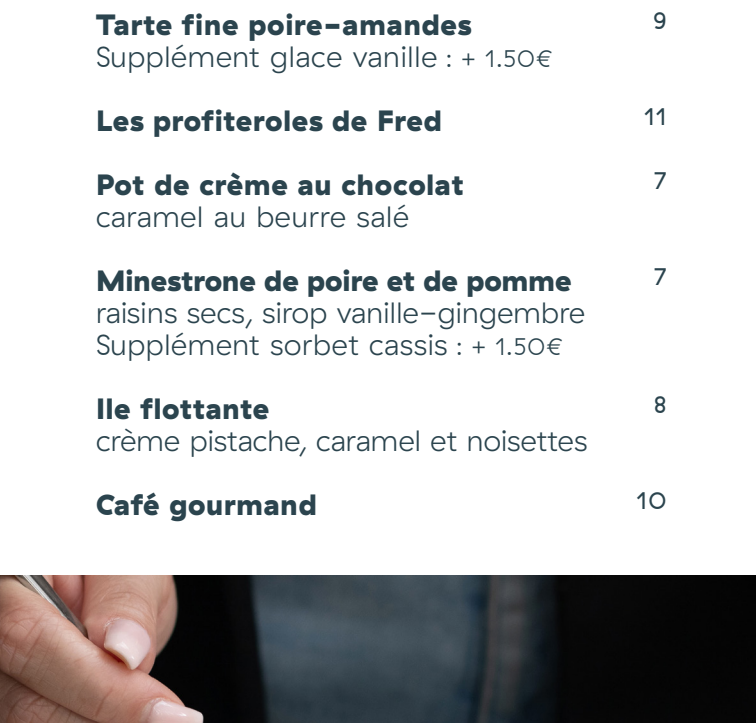 Tarte fine poire-amandes 9
Supplément glace vanille : + 1.50€
Les profiteroles de Fred 11
Pot de crème au chocolat 7
caramel au beurre salé
Minestrone de poire et de pomme 7
raisins secs, sirop vanille-gingembre
Supplément sorbet cassis : + 1.50€
Ile flottante 8
crème pistache, caramel et noisettes
Café gourmand 10